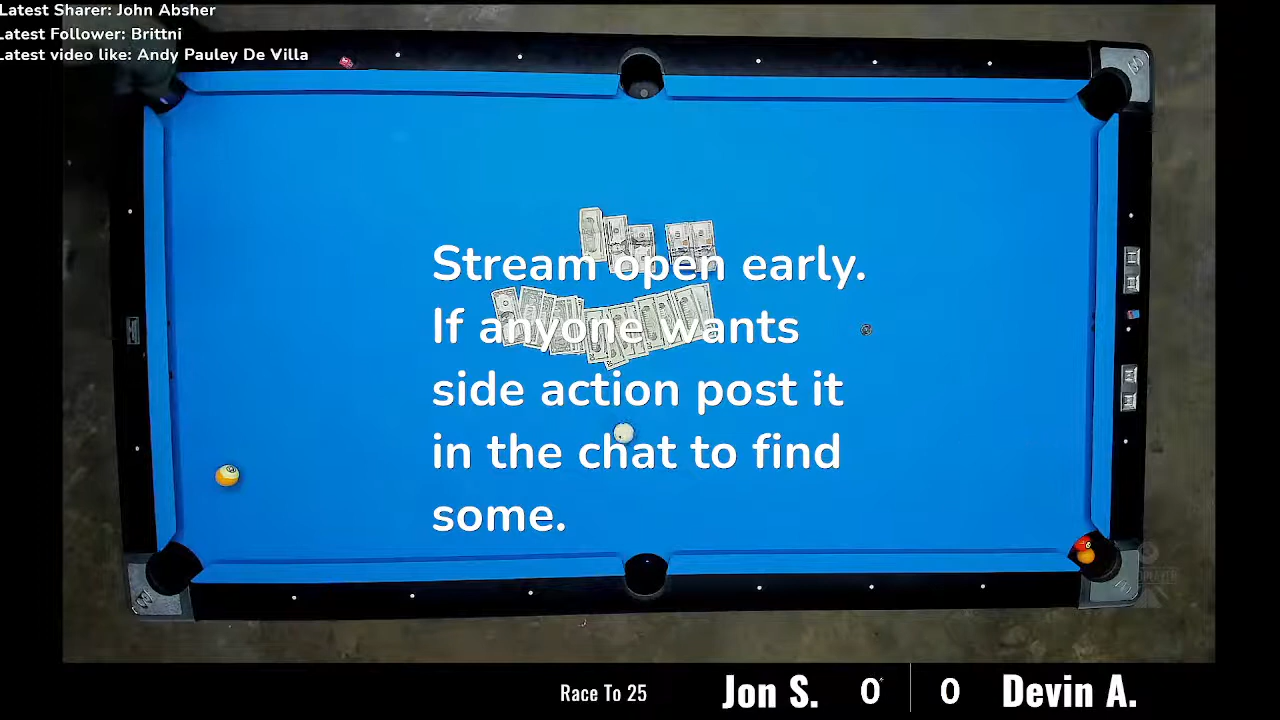 Latest Sharer: John Absher
Latest Follower: Brittni
Latest video like: Andy Pauley De Villa
Stream open early.
If anyone wants
side action post it
in the chat to find
some.
Race To 25
Jon S. 0 0 Devin A.